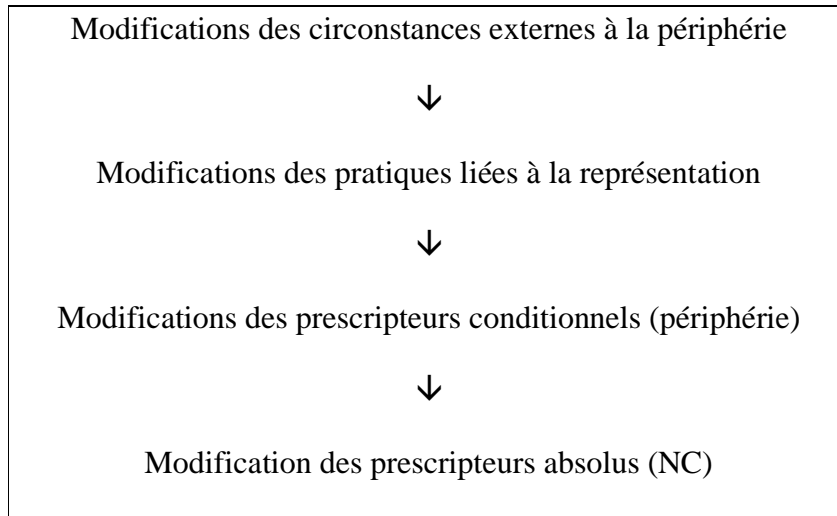 Modifications des circonstances externes à la périphérie
↓
Modifications des pratiques liées à la représentation
↓
Modifications des prescripteurs conditionnels (périphérie)
↓
Modification des prescripteurs absolus (NC)